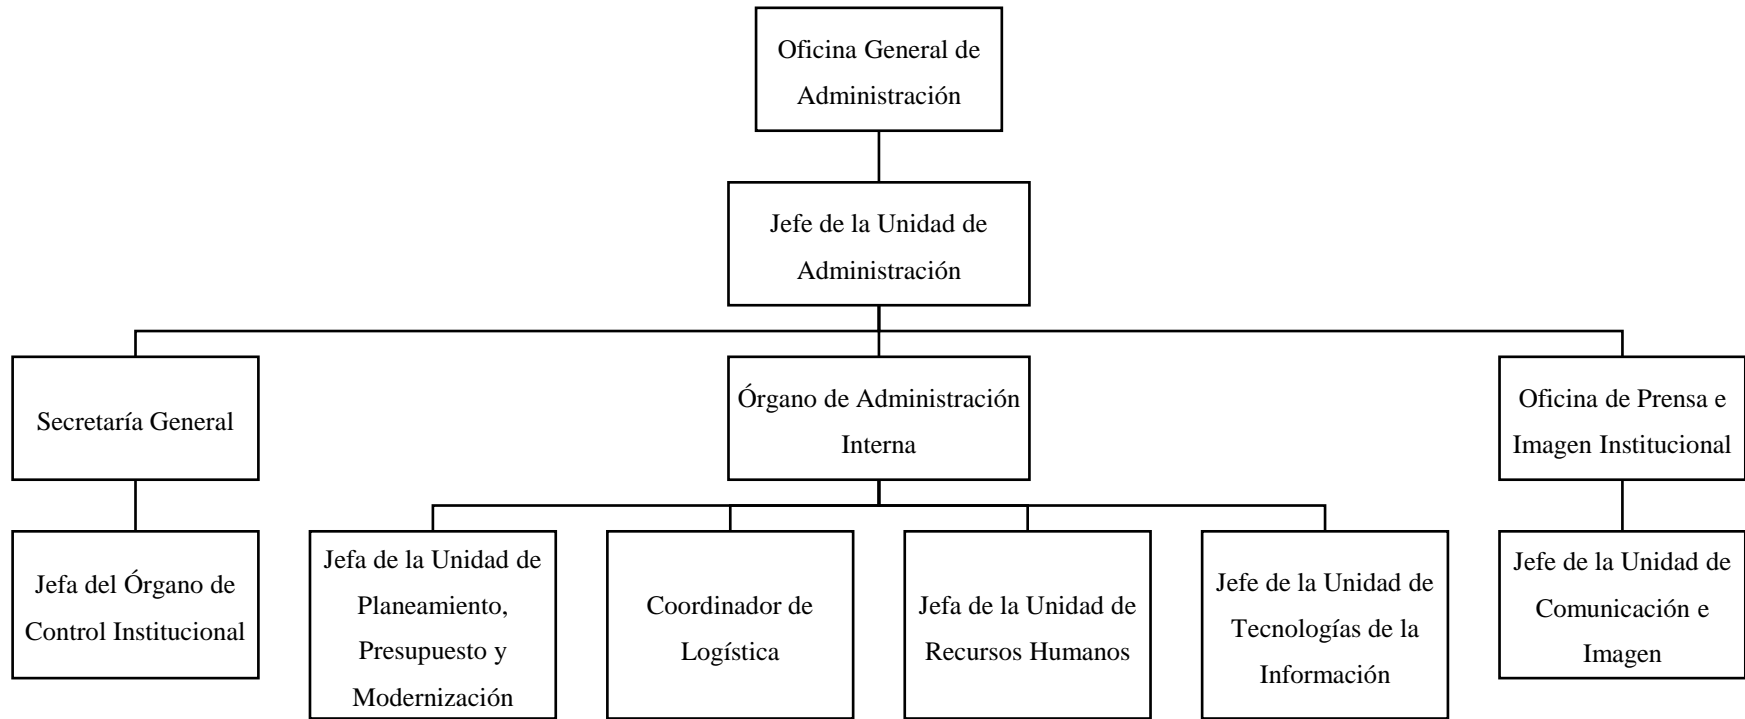 Oficina General de
Administración
Jefe de la Unidad de
Administración
Secretaría General
Órgano de Administración
Interna
Oficina de Prensa e
Imagen Institucional
Jefa del Órgano de
Control Institucional
Jefa de la Unidad de
Planeamiento,
Presupuesto y
Modernización
Coordinador de
Logística
Jefa de la Unidad de
Recursos Humanos
Jefe de la Unidad de
Tecnologías de la
Información
Jefe de la Unidad de
Comunicación e
Imagen